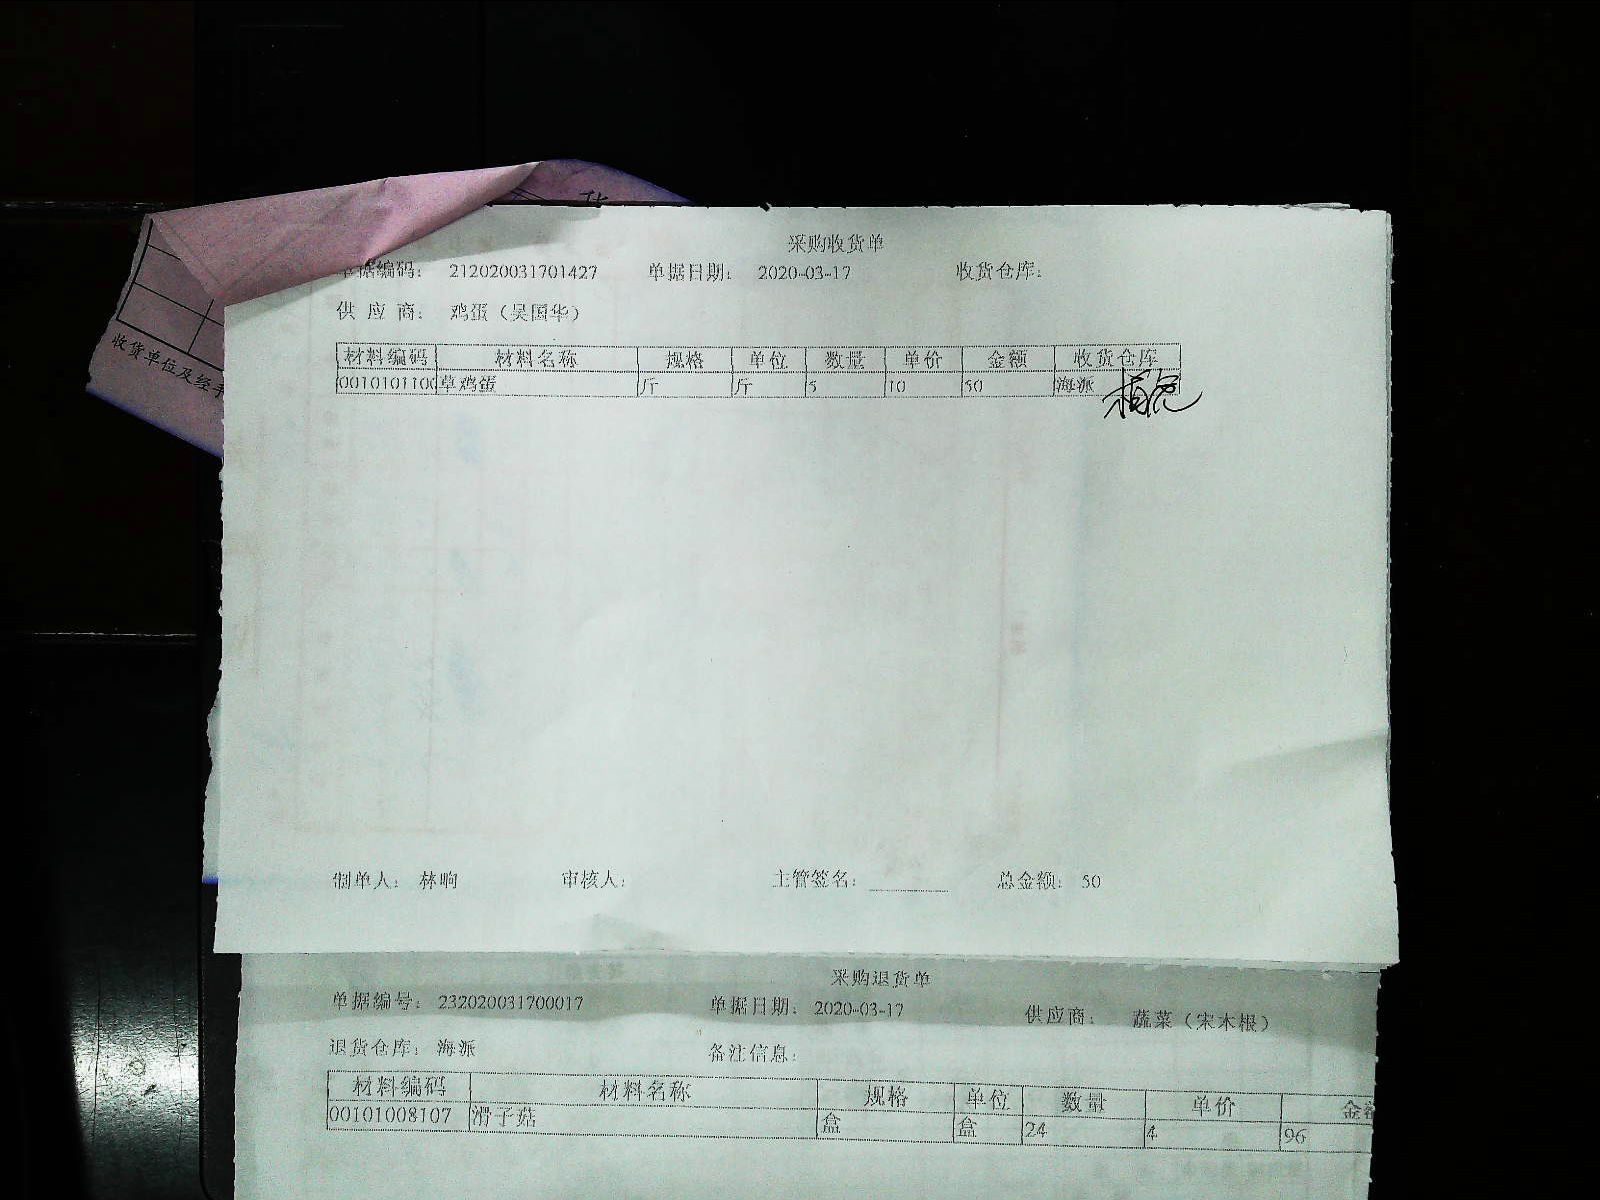 采购收货单
单据编码： 212020031701427 单据日期： 2020-03-17 收货仓库：
供 应 商： 鸡蛋（吴国华）
材料编码 材料名称 规格 单位 数量 单价 金额 收货仓库
0010101100 草鸡蛋 斤 斤 5 10 50 海派
收货单位及经手
制单人： 林响 审核人： 主管签名： 总金额： 50
采购退货单
单据编号： 232020031700017 单据日期： 2020-03-17 供应商： 蔬菜（宋木根）
退货仓库： 海派 备注信息：
材料编码 材料名称 规格 单位 数量 单价 金额
00101008107 滑子菇 盒 盒 24 4 96